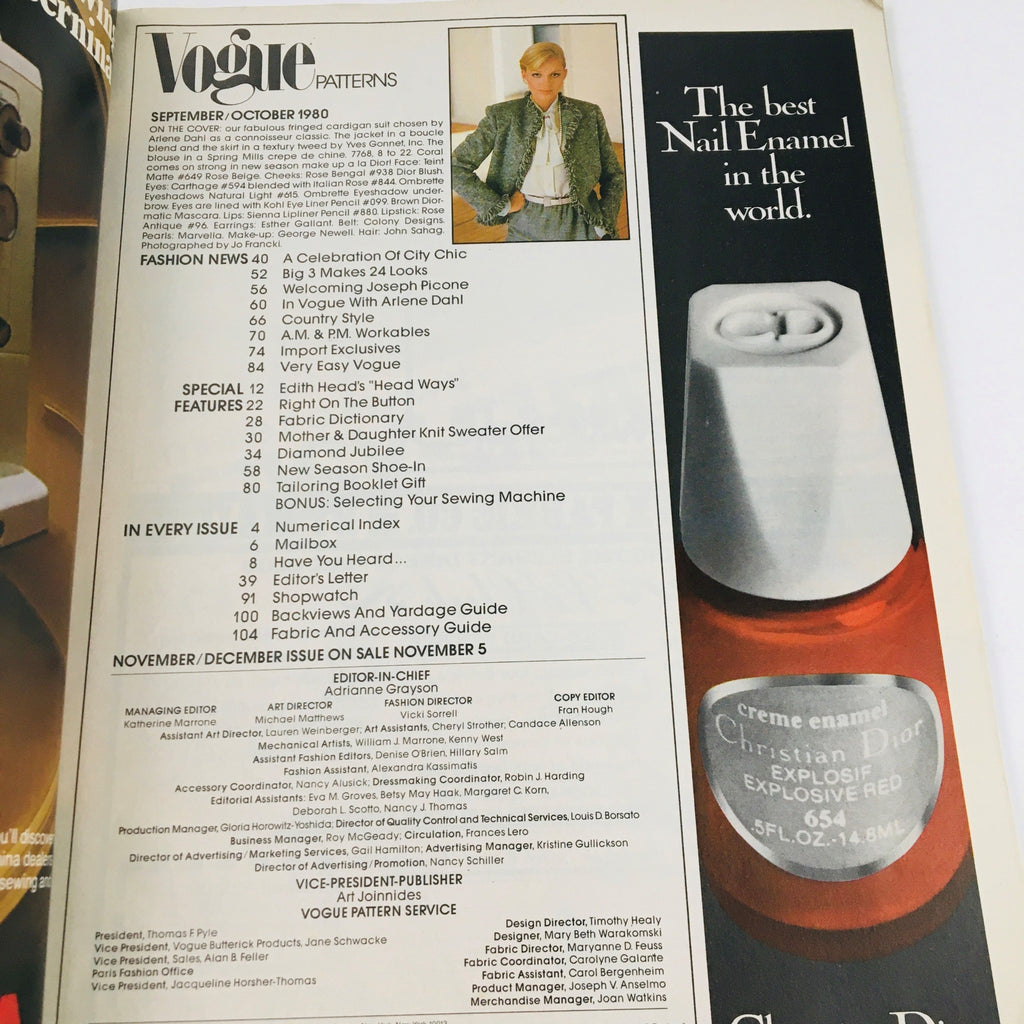 ernina
u'll discove
ina deale
sewing and
Vogue PATTERNS
SEPTEMBER/OCTOBER 1980
ON THE COVER: our fabulous fringed cardigan suit chosen by
Arlene Dahl as a connoisseur classic. The jacket in a boucle
blend and the skirt in a textury tweed by Yves Gonnet, Inc. The
blouse in a Spring Mills crepe de chine. 7768, 8 to 22. Coral
comes on strong in new season make up a la Dior! Face: Teint
Matte #649 Rose Beige. Cheeks: Rose Bengal #938 Dior Blush.
Eyes: Carthage #594 blended with Italian Rose #844. Ombrette
Eyeshadows Natural Light #615. Ombrette Eyeshadow under-
brow. Eyes are lined with Kohl Eye Liner Pencil #099. Brown Dior-
matic Mascara. Lips: Sienna Lipliner Pencil #880. Lipstick: Rose
Antique #96. Earrings: Esther Gallant. Belt: Colony Designs.
Pearls: Marvella. Make-up: George Newell. Hair: John Sahag.
Photographed by Jo Francki.
FASHION NEWS 40 A Celebration Of City Chic
52 Big 3 Makes 24 Looks
56 Welcoming Joseph Picone
60 In Vogue With Arlene Dahl
66 Country Style
70 A.M. & P.M. Workables
74 Import Exclusives
84 Very Easy Vogue
SPECIAL 12 Edith Head's "Head Ways"
FEATURES 22 Right On The Button
28 Fabric Dictionary
30 Mother & Daughter Knit Sweater Offer
34 Diamond Jubilee
58 New Season Shoe-In
80 Tailoring Booklet Gift
BONUS: Selecting Your Sewing Machine
IN EVERY ISSUE 4 Numerical Index
6 Mailbox
8 Have You Heard...
39 Editor's Letter
91 Shopwatch
100 Backviews And Yardage Guide
104 Fabric And Accessory Guide
NOVEMBER/DECEMBER ISSUE ON SALE NOVEMBER 5
EDITOR-IN-CHIEF
Adrianne Grayson
MANAGING EDITOR ART DIRECTOR FASHION DIRECTOR COPY EDITOR
Katherine Marrone Michael Matthews Vicki Sorrell Fran Hough
Assistant Art Director, Lauren Weinberger; Art Assistants, Cheryl Strother, Candace Allenson
Mechanical Artists, William J. Marrone, Kenny West
Assistant Fashion Editors, Denise O'Brien, Hillary Salm
Fashion Assistant, Alexandra Kassimatis
Accessory Coordinator, Nancy Alusick; Dressmaking Coordinator, Robin J. Harding
Editorial Assistants: Eva M. Groves, Betsy May Haak, Margaret C. Korn,
Deborah L. Scotto, Nancy J. Thomas
Production Manager, Gloria Horowitz-Yoshida; Director of Quality Control and Technical Services, Louis D. Borsato
Business Manager, Roy McGeady; Circulation, Frances Lero
Director of Advertising/Marketing Services, Gail Hamilton; Advertising Manager, Kristine Gullickson
Director of Advertising/Promotion, Nancy Schiller
VICE-PRESIDENT-PUBLISHER
Art Joinnides
VOGUE PATTERN SERVICE
President, Thomas F. Pyle
Vice President, Vogue Butterick Products, Jane Schwacke
Vice President, Sales, Alan B. Feller
Paris Fashion Office
Vice President, Jacqueline Horsher-Thomas
Design Director, Timothy Healy
Designer, Mary Beth Warakomski
Fabric Director, Maryanne D. Feuss
Fabric Coordinator, Carolyne Galante
Fabric Assistant, Carol Bergenheim
Product Manager, Joseph V. Anselmo
Merchandise Manager, Joan Watkins
The best
Nail Enamel
in the
world.
CD
creme enamel
Christian Dior
EXPLOSIF
EXPLOSIVE RED
654
.5FL.OZ.-14.8ML